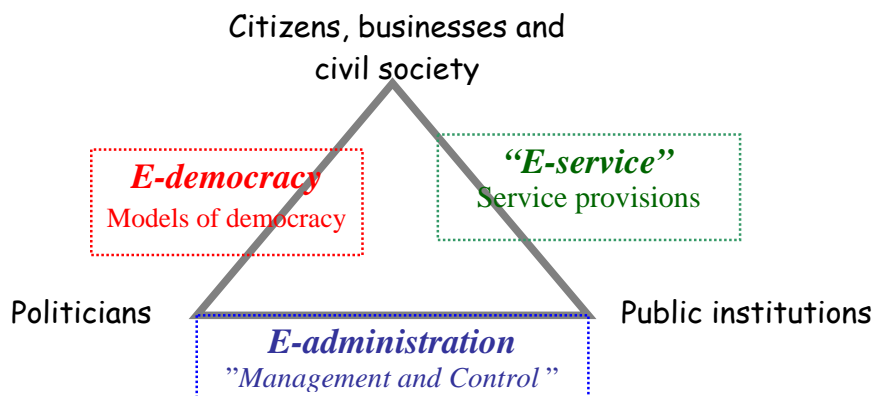 Citizens, businesses and
civil society
E-democracy
Models of democracy
“E-service”
Service provisions
Politicians
Public institutions
E-administration
”Management and Control ”